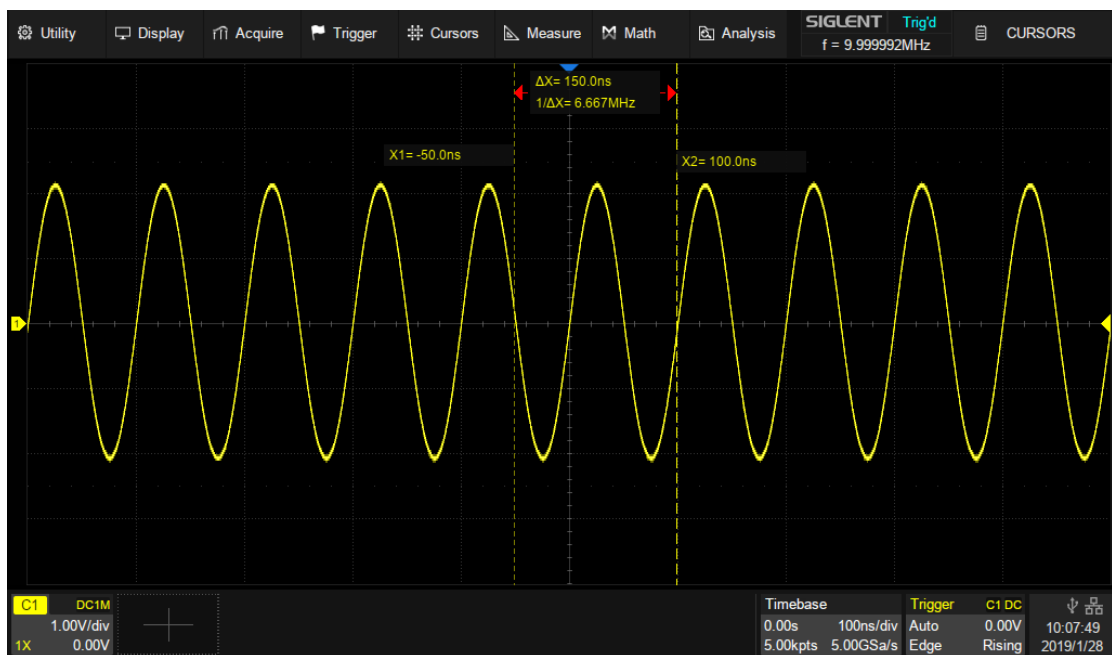 Utility Display Acquire Trigger Cursors Measure Math Analysis SIGLENT Trig'd CURSORS
f = 9.999992MHz
ΔX= 150.0ns
1/ΔX= 6.667MHz
X1= -50.0ns X2= 100.0ns
1
C1 DC1M Timebase Trigger C1 DC
1.00V/div 0.00s 100ns/div Auto 0.00V 10:07:49
1X 0.00V 5.00kpts 5.00GSa/s Edge Rising 2019/1/28